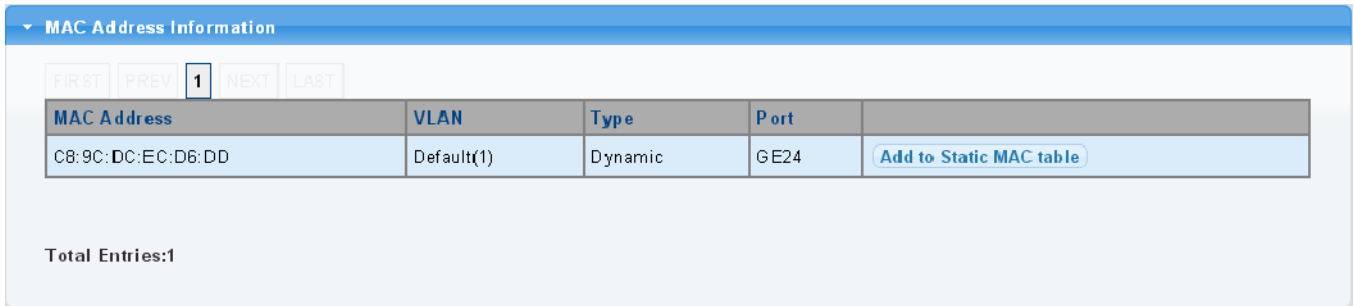 MAC Address Information
FIRST PREV 1 NEXT LAST
MAC Address VLAN Type Port
C8:9C:DC:EC:D6:DD Default(1) Dynamic GE24 Add to Static MAC table
Total Entries:1